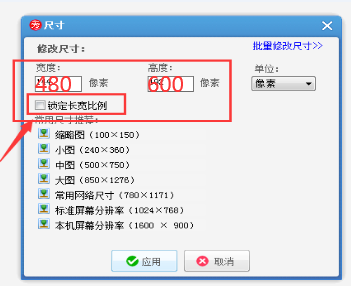 尺寸
修改尺寸:
批量修改尺寸>>
宽度: 高度: 单位:
480 像素 600 像素 像素
锁定长宽比例
常用尺寸推荐:
缩略图 (100×150)
小图 (240×360)
中图 (500×750)
大图 (850×1276)
常用网络尺寸 (780×1171)
标准屏幕分辨率 (1024×768)
本机屏幕分辨率 (1600 × 900)
应用 取消